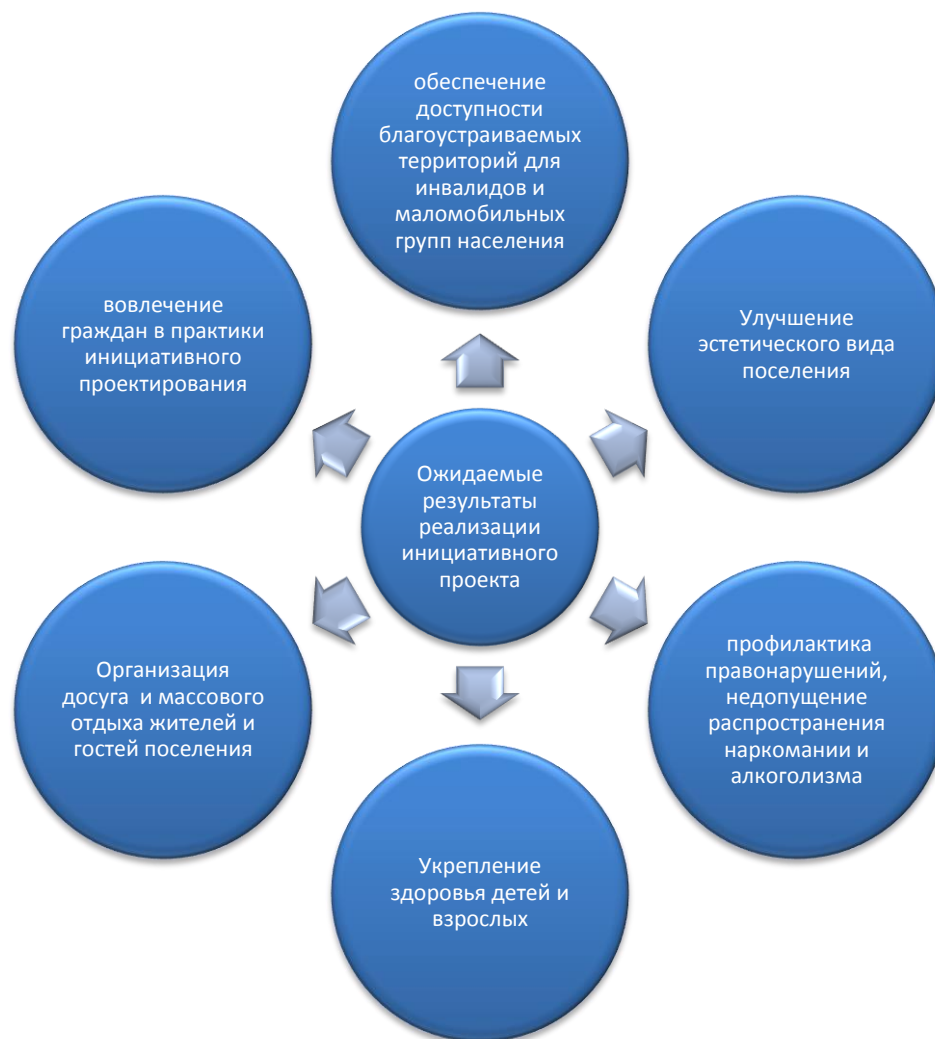 обеспечение
доступности
благоустраиваемых
территорий для
инвалидов и
маломобильных
групп населения
Улучшение
эстетического вида
поселения
профилактика
правонарушений,
недопущение
распространения
наркомании и
алкоголизма
Укрепление
здоровья детей и
взрослых
Организация
досуга  и массового
отдыха жителей и
гостей поселения
вовлечение
граждан в практики
инициативного
проектирования
Ожидаемые
результаты
реализации
инициативного
проекта